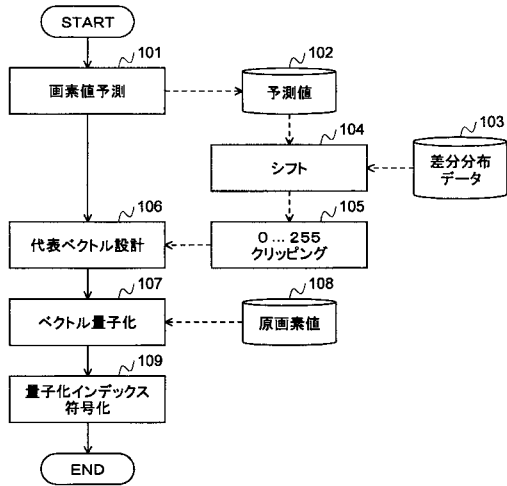 START
101
画素値予測
102
予測値
103
差分分布
データ
104
シフト
105
0 ... 255
クリッピング
106
代表ベクトル設計
107
ベクトル量子化
108
原画素値
109
量子化インデックス
符号化
END